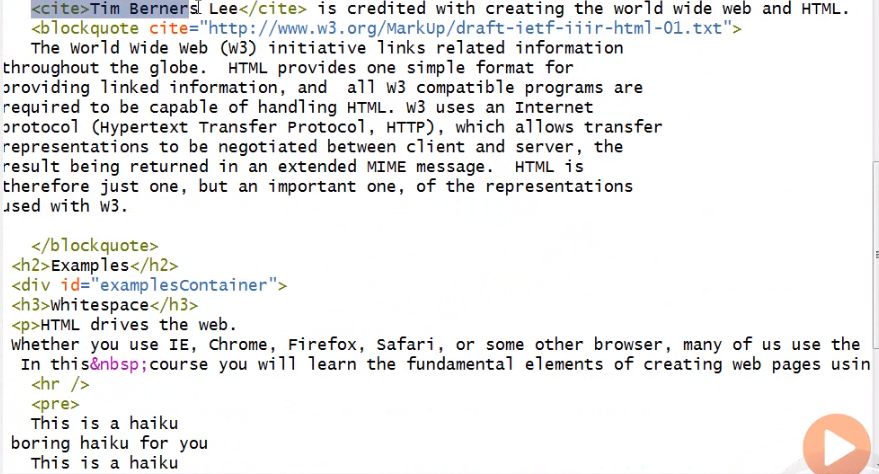 <cite>Tim Berners Lee</cite> is credited with creating the world wide web and HTML.
<blockquote cite="http://www.w3.org/MarkUp/draft-ietf-iiir-html-01.txt">
The World Wide Web (W3) initiative links related information
throughout the globe.  HTML provides one simple format for
providing linked information, and  all W3 compatible programs are
required to be capable of handling HTML. W3 uses an Internet
protocol (Hypertext Transfer Protocol, HTTP), which allows transfer
representations to be negotiated between client and server, the
result being returned in an extended MIME message.  HTML is
therefore just one, but an important one, of the representations
used with W3.
</blockquote>
<h2>Examples</h2>
<div id="examplesContainer">
<h3>Whitespace</h3>
<p>HTML drives the web.
Whether you use IE, Chrome, Firefox, Safari, or some other browser, many of us use the
In this&nbsp;course you will learn the fundamental elements of creating web pages usin
<hr />
<pre>
This is a haiku
boring haiku for you
This is a haiku